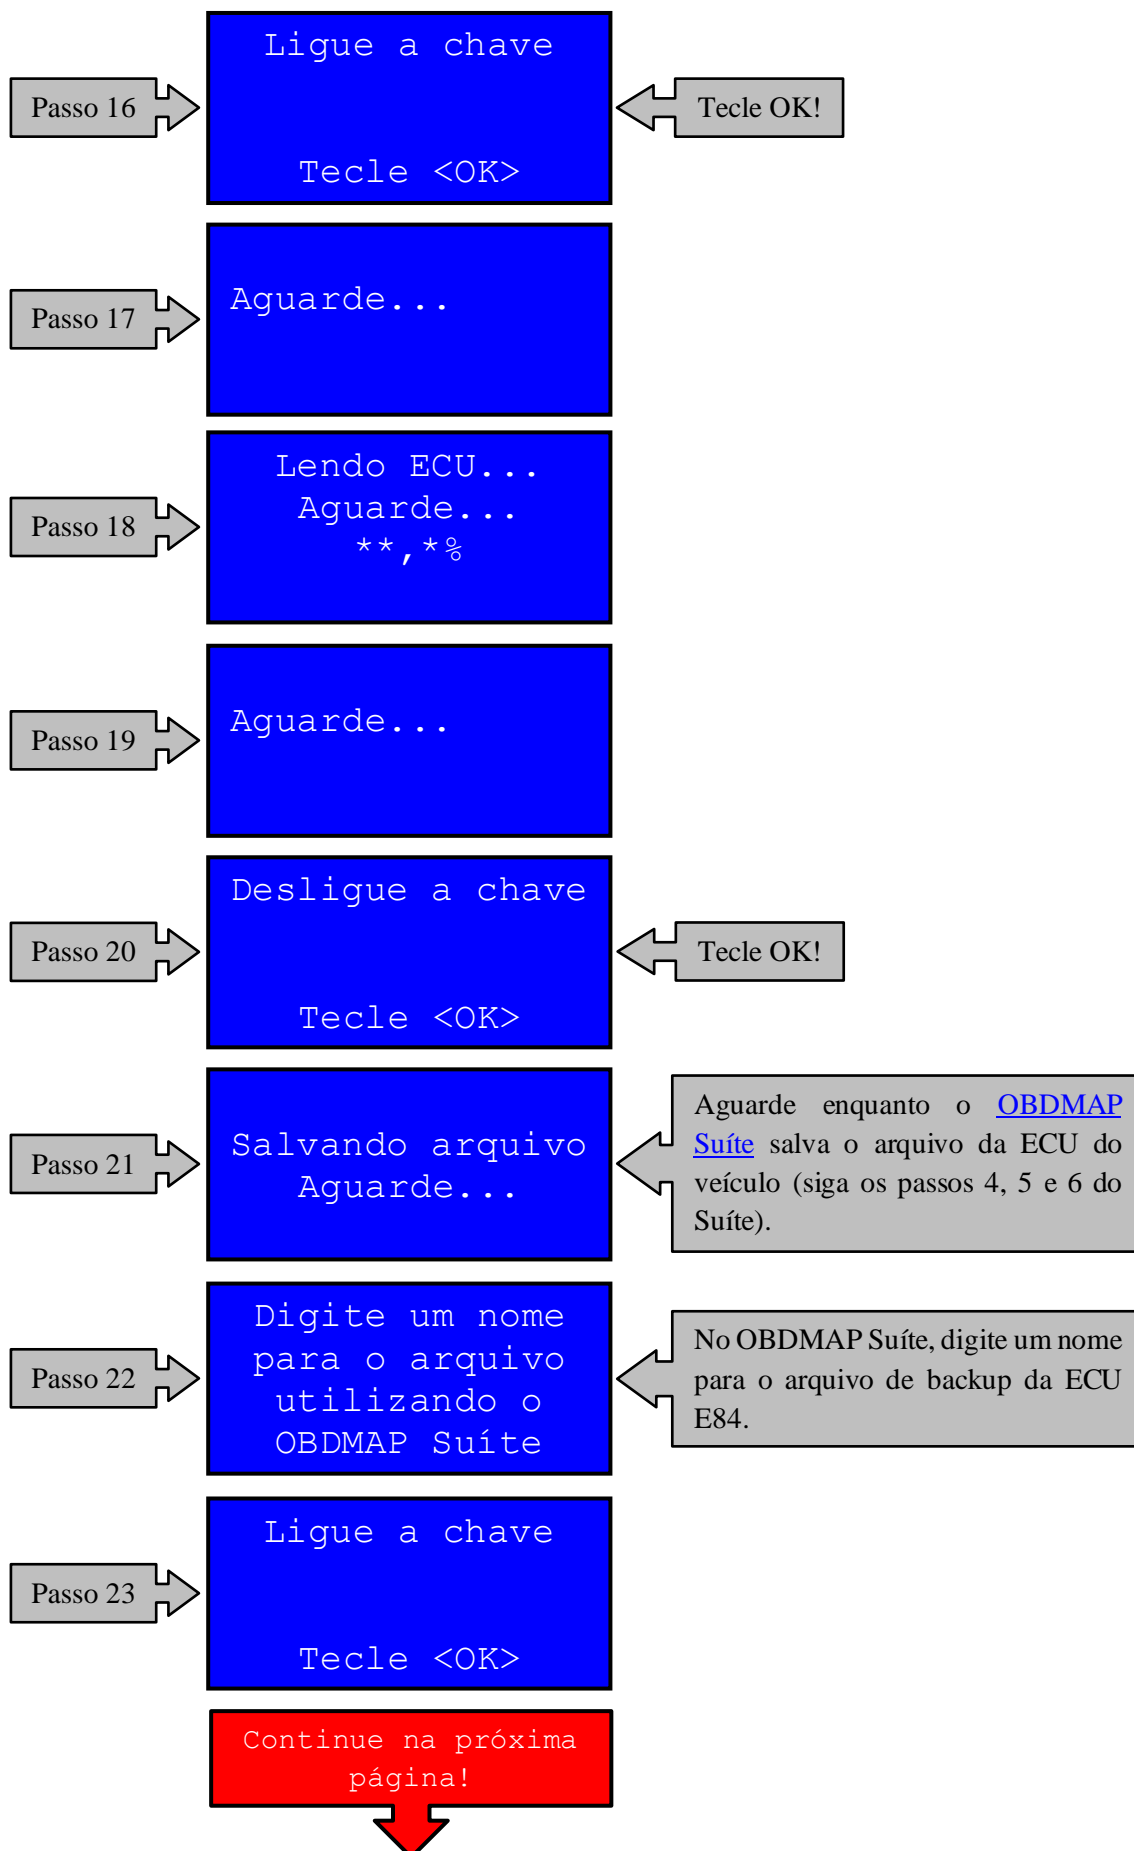 Ligue a chave
Passo 16
Tecle OK!
Tecle <OK>
Passo 17
Aguarde...
Lendo ECU...
Passo 18
Aguarde...
**,*%
Passo 19
Aguarde...
Desligue a chave
Passo 20
Tecle OK!
Tecle <OK>
Passo 21
Salvando arquivo
Aguarde...
Aguarde enquanto o OBDMAP
Suíte salva o arquivo da ECU do
veículo (siga os passos 4, 5 e 6 do
Suíte).
Passo 22
Digite um nome
para o arquivo
utilizando o
OBDMAP Suíte
No OBDMAP Suíte, digite um nome
para o arquivo de backup da ECU
E84.
Ligue a chave
Passo 23
Tecle <OK>
Continue na próxima
página!